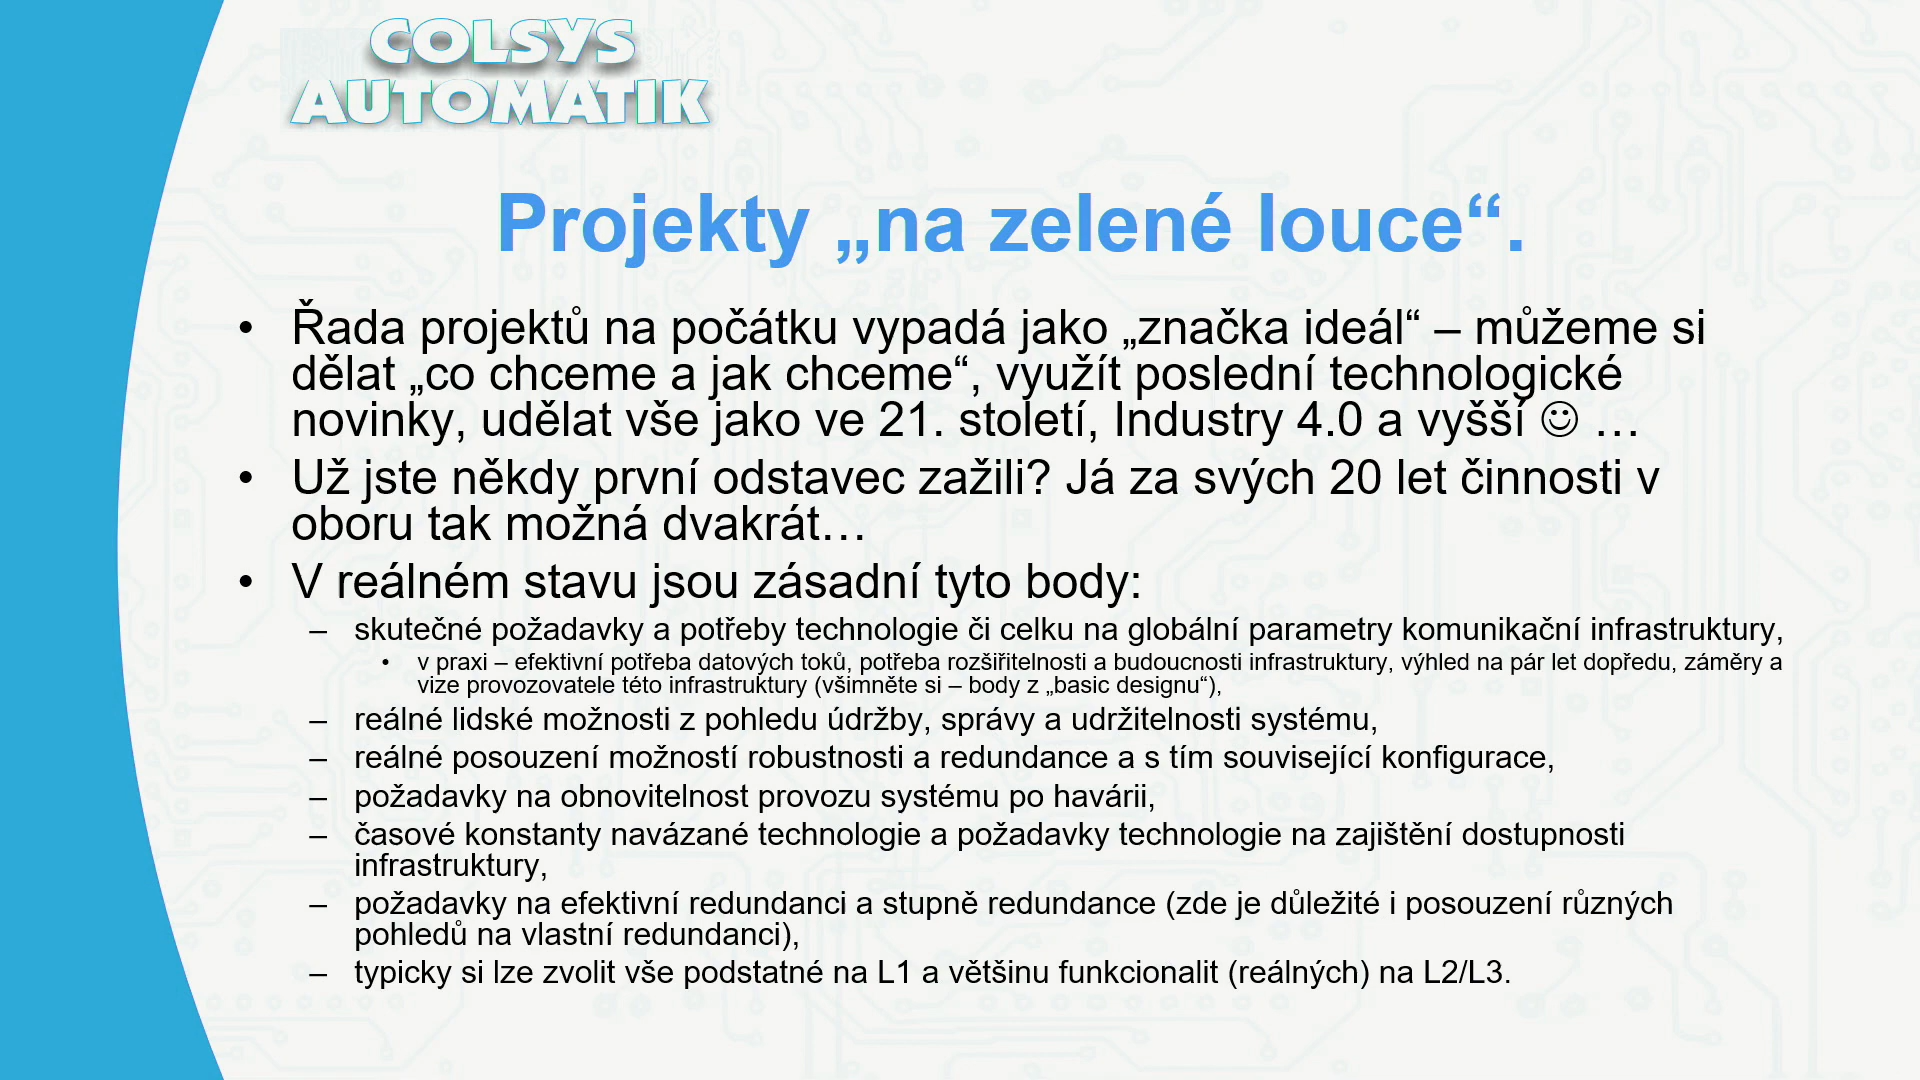 COLSYS
AUTOMATIK
Projekty „na zelené louce“.
• Řada projektů na počátku vypadá jako „značka ideál“ – můžeme si
dělat „co chceme a jak chceme“, využít poslední technologické
novinky, udělat vše jako ve 21. století, Industry 4.0 a vyšší ☺ …
• Už jste někdy první odstavec zažili? Já za svých 20 let činnosti v
oboru tak možná dvakrát…
• V reálném stavu jsou zásadní tyto body:
– skutečné požadavky a potřeby technologie či celku na globální parametry komunikační infrastruktury,
• v praxi – efektivní potřeba datových toků, potřeba rozšiřitelnosti a budoucnosti infrastruktury, výhled na pár let dopředu, záměry a
vize provozovatele této infrastruktury (všimněte si – body z „basic designu“),
– reálné lidské možnosti z pohledu údržby, správy a udržitelnosti systému,
– reálné posouzení možností robustnosti a redundance a s tím související konfigurace,
– požadavky na obnovitelnost provozu systému po havárii,
– časové konstanty navázané technologie a požadavky technologie na zajištění dostupnosti
infrastruktury,
– požadavky na efektivní redundanci a stupně redundance (zde je důležité i posouzení různých
pohledů na vlastní redundanci),
– typicky si lze zvolit vše podstatné na L1 a většinu funkcionalit (reálných) na L2/L3.